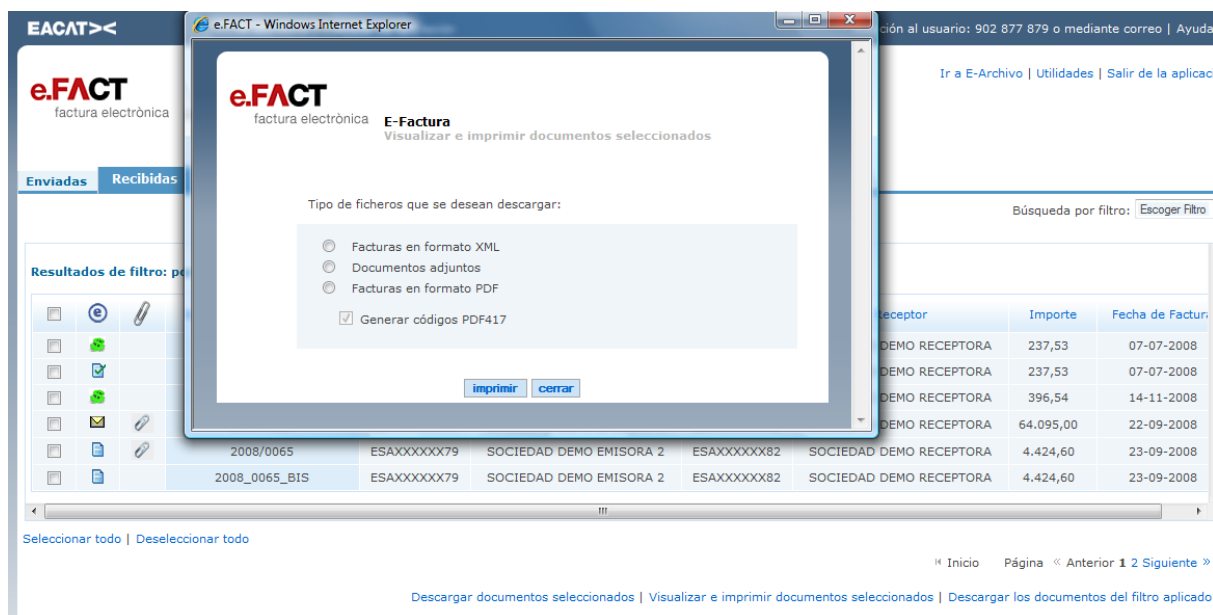 EACAT><
e.FACT - Windows Internet Explorer
ción al usuario: 902 877 879 o mediante correo | Ayuda
Ir a E-Archivo | Utilidades | Salir de la aplicac
e.FACT
factura electrònica
e.FACT
factura electrònica
E-Factura
Visualizar e imprimir documentos seleccionados
Enviadas Recibidas
Búsqueda por filtro: Escoger Filtro
Tipo de ficheros que se desean descargar:
Facturas en formato XML
Documentos adjuntos
Facturas en formato PDF
Generar códigos PDF417
imprimir cerrar
Resultados de filtro: po
eceptor Importe Fecha de Factura
DEMO RECEPTORA 237,53 07-07-2008
DEMO RECEPTORA 237,53 07-07-2008
DEMO RECEPTORA 396,54 14-11-2008
DEMO RECEPTORA 64.095,00 22-09-2008
2008/0065 ESAXXXXXX79 SOCIEDAD DEMO EMISORA 2 ESAXXXXXX82 SOCIEDAD DEMO RECEPTORA 4.424,60 23-09-2008
2008_0065_BIS ESAXXXXXX79 SOCIEDAD DEMO EMISORA 2 ESAXXXXXX82 SOCIEDAD DEMO RECEPTORA 4.424,60 23-09-2008
Seleccionar todo | Deseleccionar todo
Inicio Página « Anterior 1 2 Siguiente »
Descargar documentos seleccionados | Visualizar e imprimir documentos seleccionados | Descargar los documentos del filtro aplicado